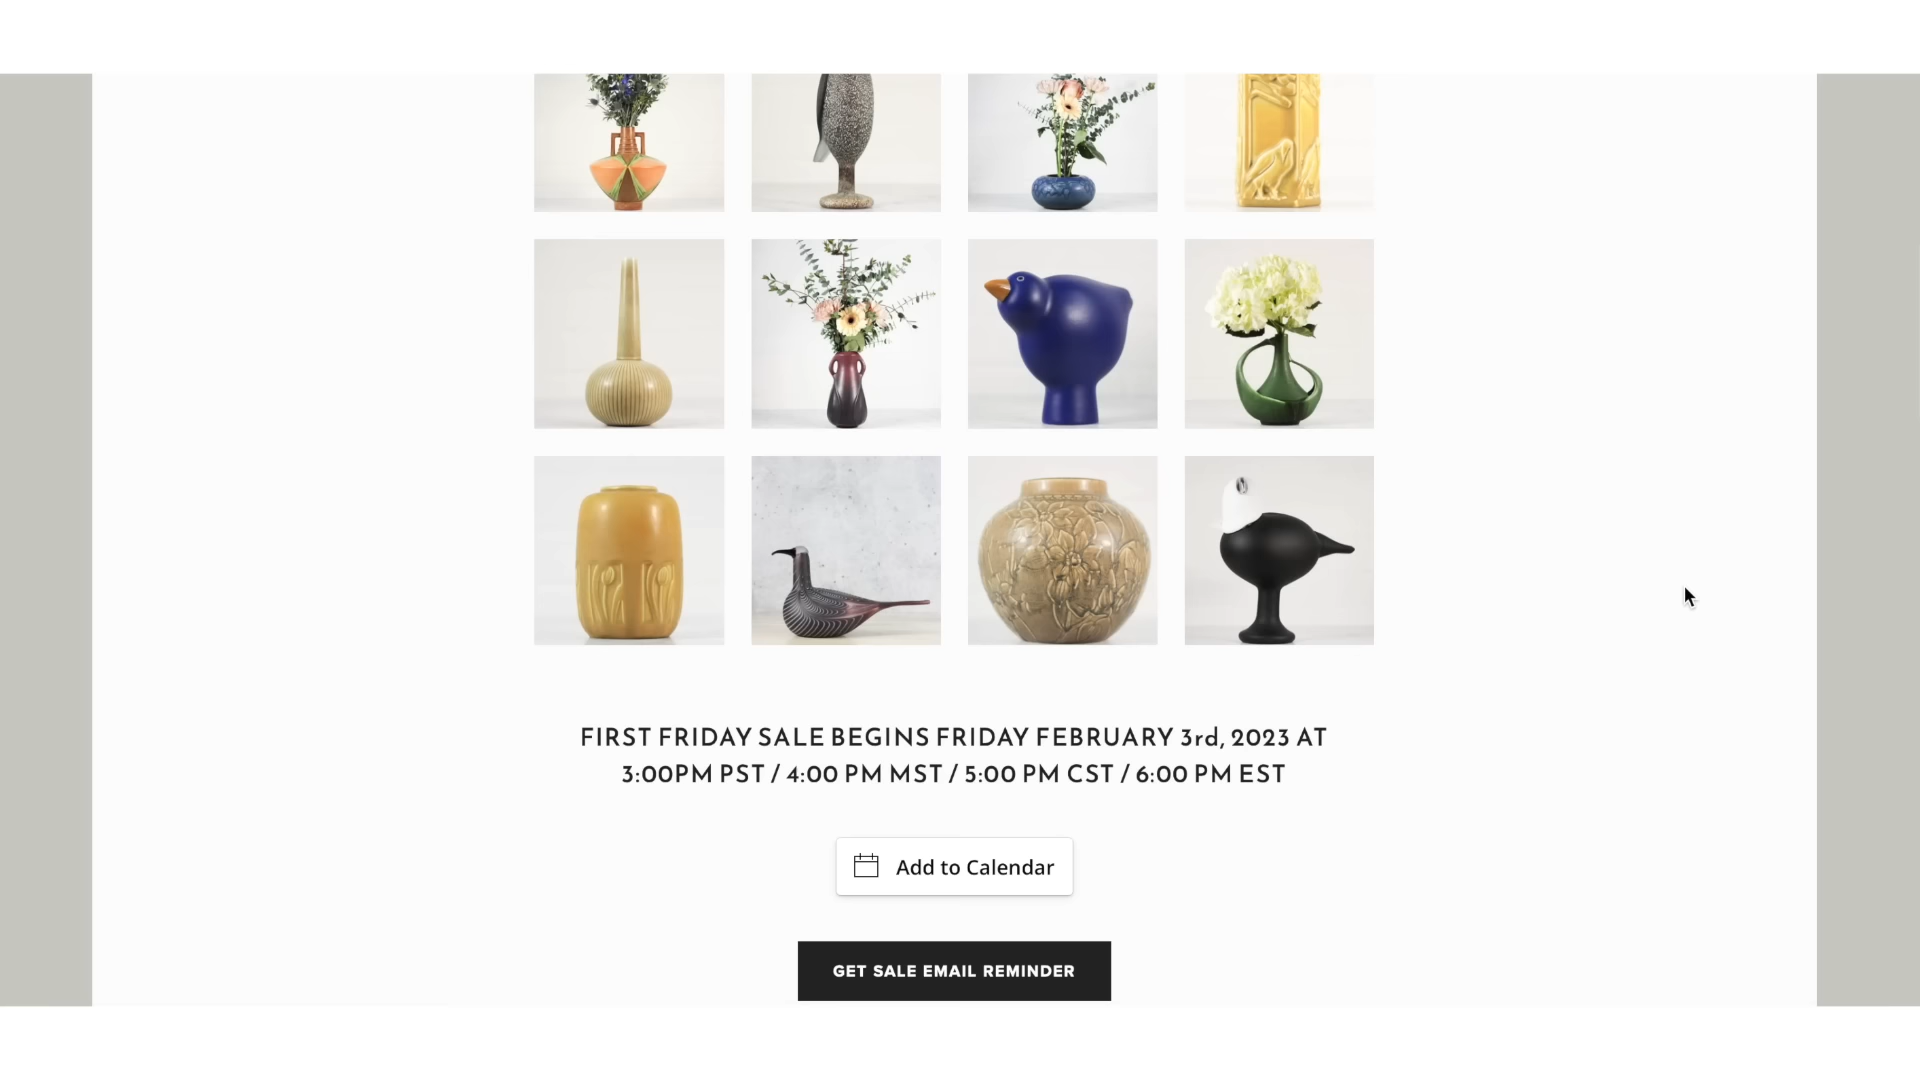 FIRST FRIDAY SALE BEGINS FRIDAY FEBRUARY 3rd, 2023 AT
3:00PM PST / 4:00 PM MST / 5:00 PM CST / 6:00 PM EST
Add to Calendar
GET SALE EMAIL REMINDER